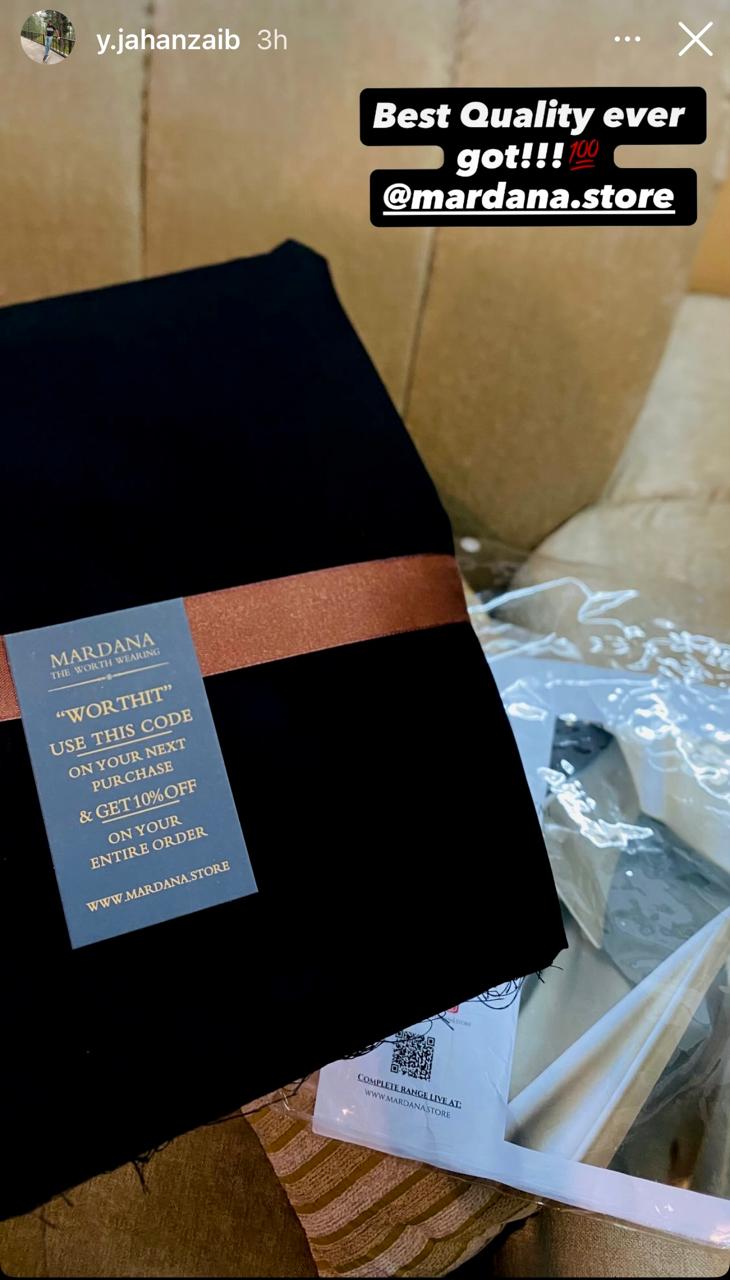 y.jahanzaib 3h
Best Quality ever
got!!!💯
@mardana.store
MARDANA
THE WORTH WEARING
“WORTHIT”
USE THIS CODE
ON YOUR NEXT
PURCHASE
& GET 10% OFF
ON YOUR
ENTIRE ORDER
WWW.MARDANA.STORE
COMPLETE RANGE LIVE AT:
WWW.MARDANA.STORE